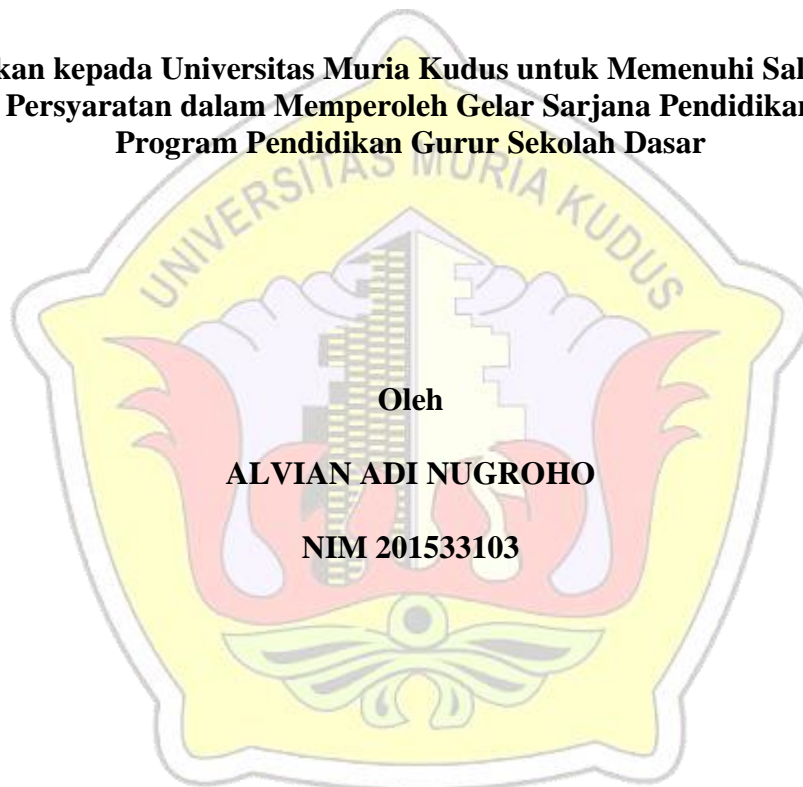 kan kepada Universitas Muria Kudus untuk Memenuhi Sal
Persyaratan dalam Memperoleh Gelar Sarjana Pendidikan
Program Pendidikan Gurur Sekolah Dasar
UNIVERSITAS MURIA KUDUS
Oleh
ALVIAN ADI NUGROHO
NIM 201533103